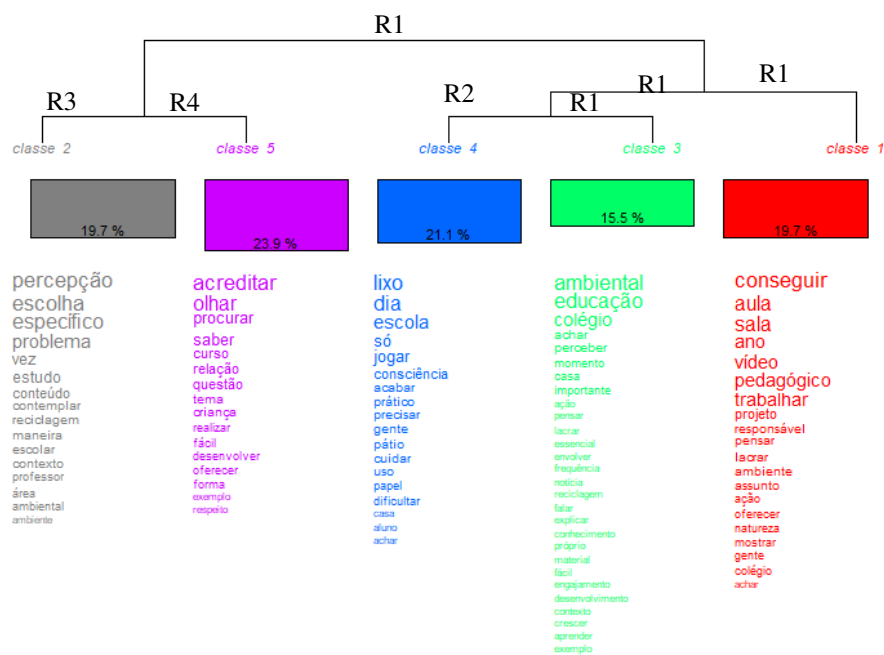 R1
R1
R1
R3
R4
R2
R1
classe 2
classe 5
classe 4
classe 3
classe 1
19.7 %
23.9 %
21.1 %
15.5 %
19.7 %
percepção
escolha
específico
problema
vez
estudo
conteúdo
contemplar
reciclagem
maneira
escolar
contexto
professor
área
ambiental
ambiente
acreditar
olhar
procurar
saber
curso
relação
questão
tema
criança
realizar
fácil
desenvolver
oferecer
forma
exemplo
respeito
lixo
dia
escola
só
jogar
consciência
acabar
prático
precisar
gente
pátio
cuidar
uso
papel
dificultar
casa
aluno
achar
ambiental
educação
colégio
achar
perceber
momento
casa
importante
ação
pensar
lacrar
essencial
envolver
frequência
notícia
reciclagem
falar
explicar
conhecimento
próprio
material
fácil
engajamento
desenvolvimento
contexto
crescer
aprender
exemplo
conseguir
aula
sala
ano
vídeo
pedagógico
trabalhar
projeto
responsável
pensar
lacrar
ambiente
assunto
ação
oferecer
natureza
mostrar
gente
colégio
achar